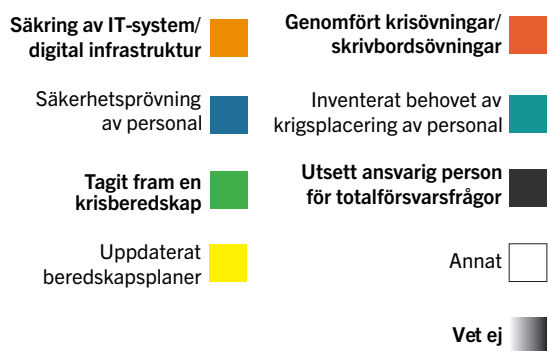 Säkring av IT-system/
digital infrastruktur
Genomfört krisövningar/
skrivbordsövningar
Säkerhetsprövning
av personal
Inventerat behovet av
krigsplacering av personal
Tagit fram en
krisberedskap
Utsett ansvarig person
för totalförsvarsfrågor
Uppdaterat
beredskapsplaner
Annat
Vet ej